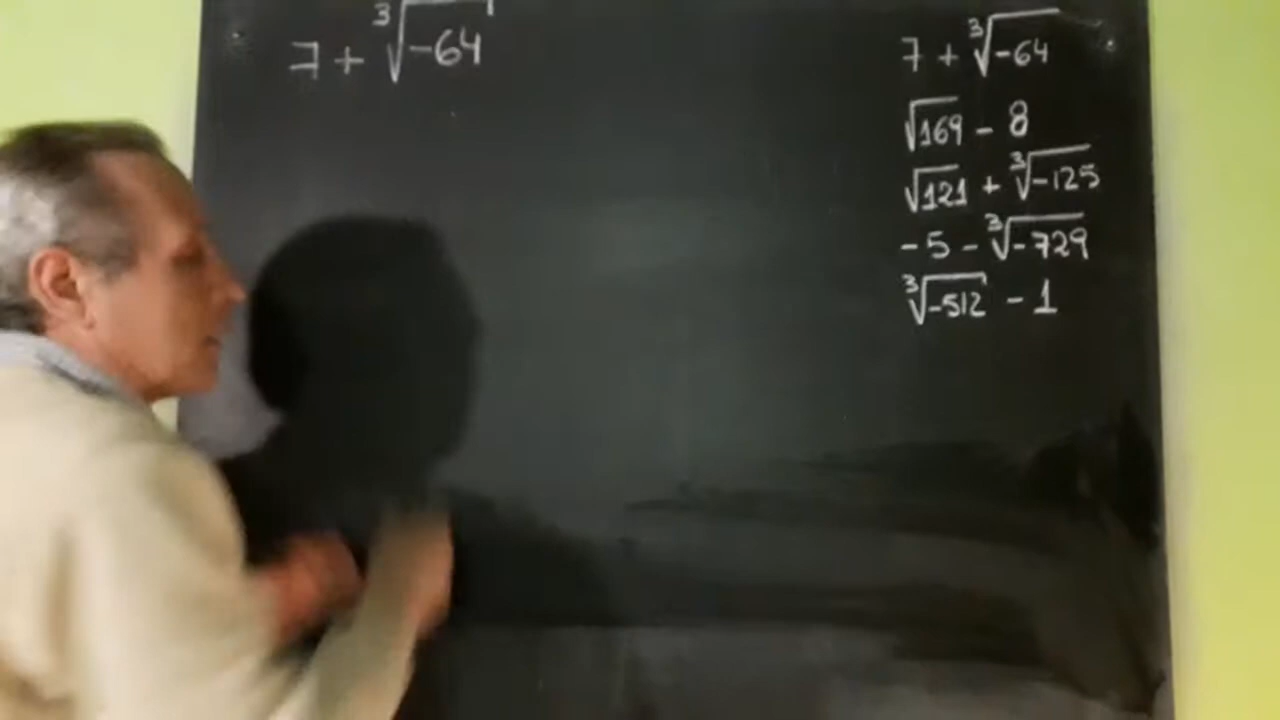 7 + ∛-64
7 + ∛-64
√169 - 8
√121 + ∛-125
-5 - ∛-729
∛-512 - 1